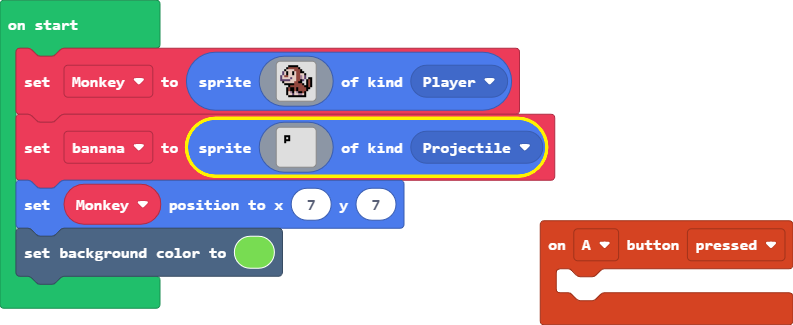 on start
set Monkey to sprite of kind Player
set banana to sprite P of kind Projectile
set Monkey position to x 7 y 7
set background color to
on A button pressed